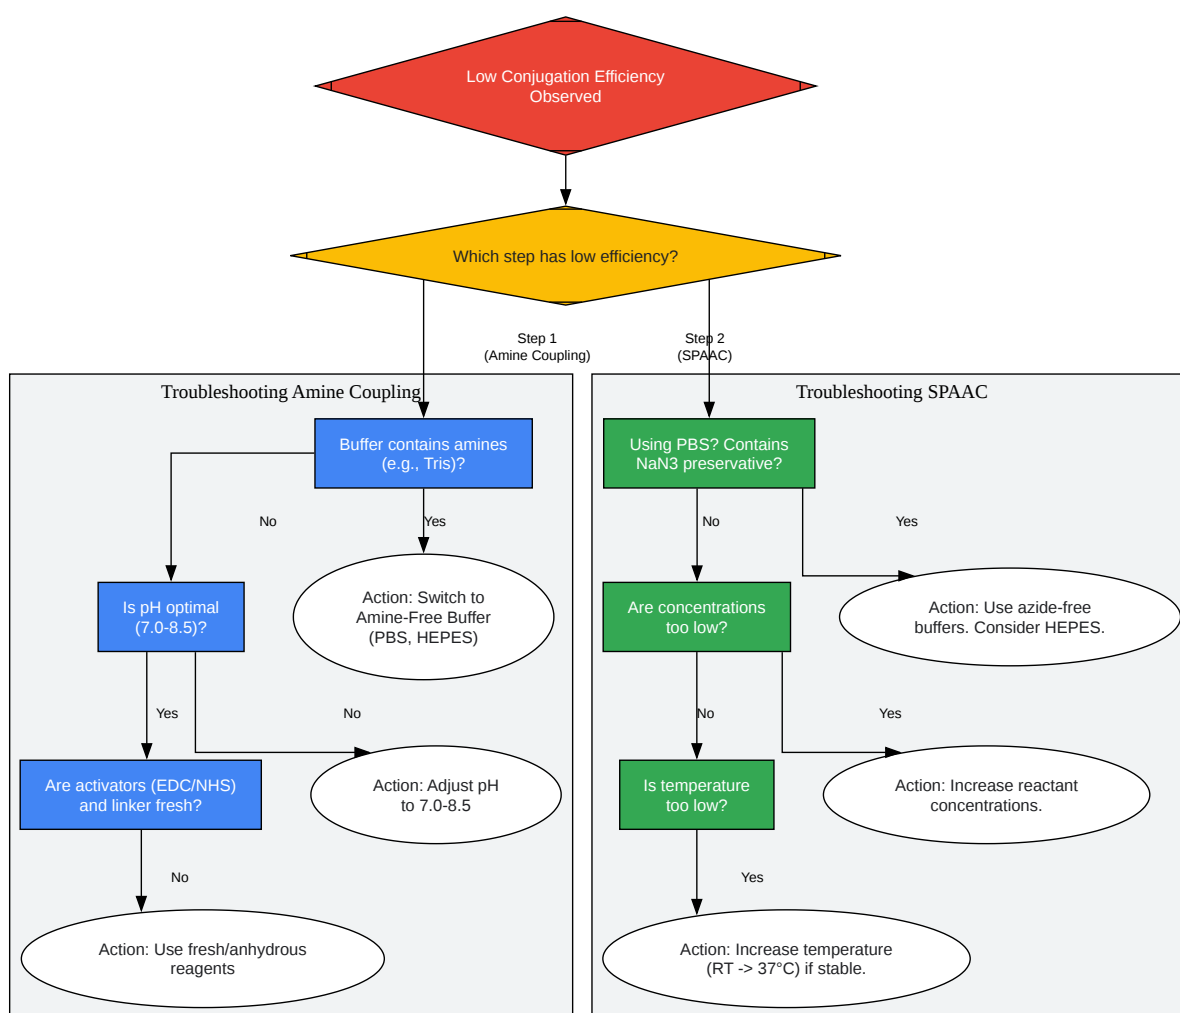 Low Conjugation Efficiency
Observed
Which step has low efficiency?
Step 1
(Amine Coupling)
Step 2
(SPAAC)
Troubleshooting Amine Coupling
Buffer contains amines
(e.g., Tris)?
No
Yes
Is pH optimal
(7.0-8.5)?
Action: Switch to
Amine-Free Buffer
(PBS, HEPES)
Yes
No
Are activators (EDC/NHS)
and linker fresh?
Action: Adjust pH
to 7.0-8.5
No
Action: Use fresh/anhydrous
reagents
Troubleshooting SPAAC
Using PBS? Contains
NaN3 preservative?
No
Yes
Are concentrations
too low?
Action: Use azide-free
buffers. Consider HEPES.
No
Yes
Is temperature
too low?
Action: Increase reactant
concentrations.
Yes
Action: Increase temperature
(RT -> 37°C) if stable.